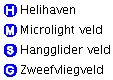 H Helihaven
M Microlight veld
S Hangglider veld
G Zweefvliegveld